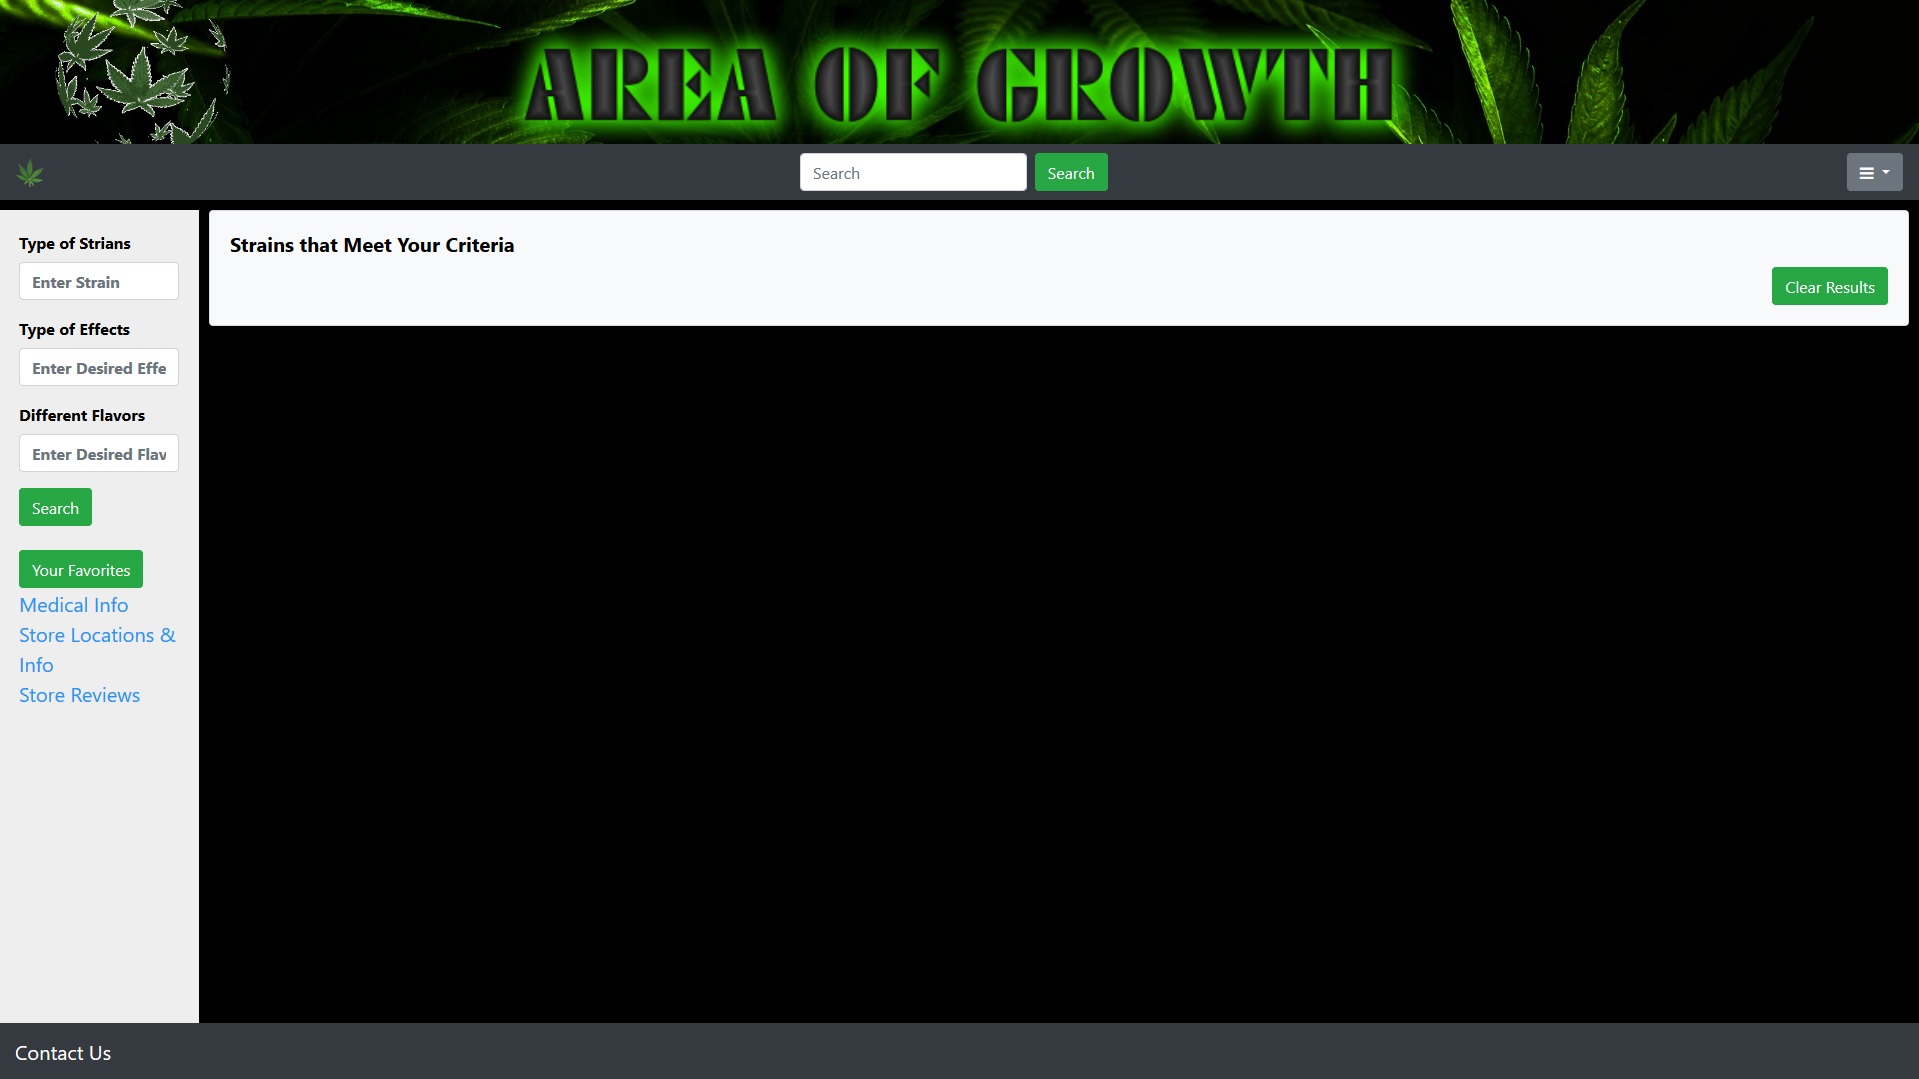 AREA OF GROWTH
Search
Search
Type of Strians
Enter Strain
Type of Effects
Enter Desired Effe
Different Flavors
Enter Desired Flav
Search
Your Favorites
Medical Info
Store Locations &
Info
Store Reviews
Strains that Meet Your Criteria
Clear Results
Contact Us